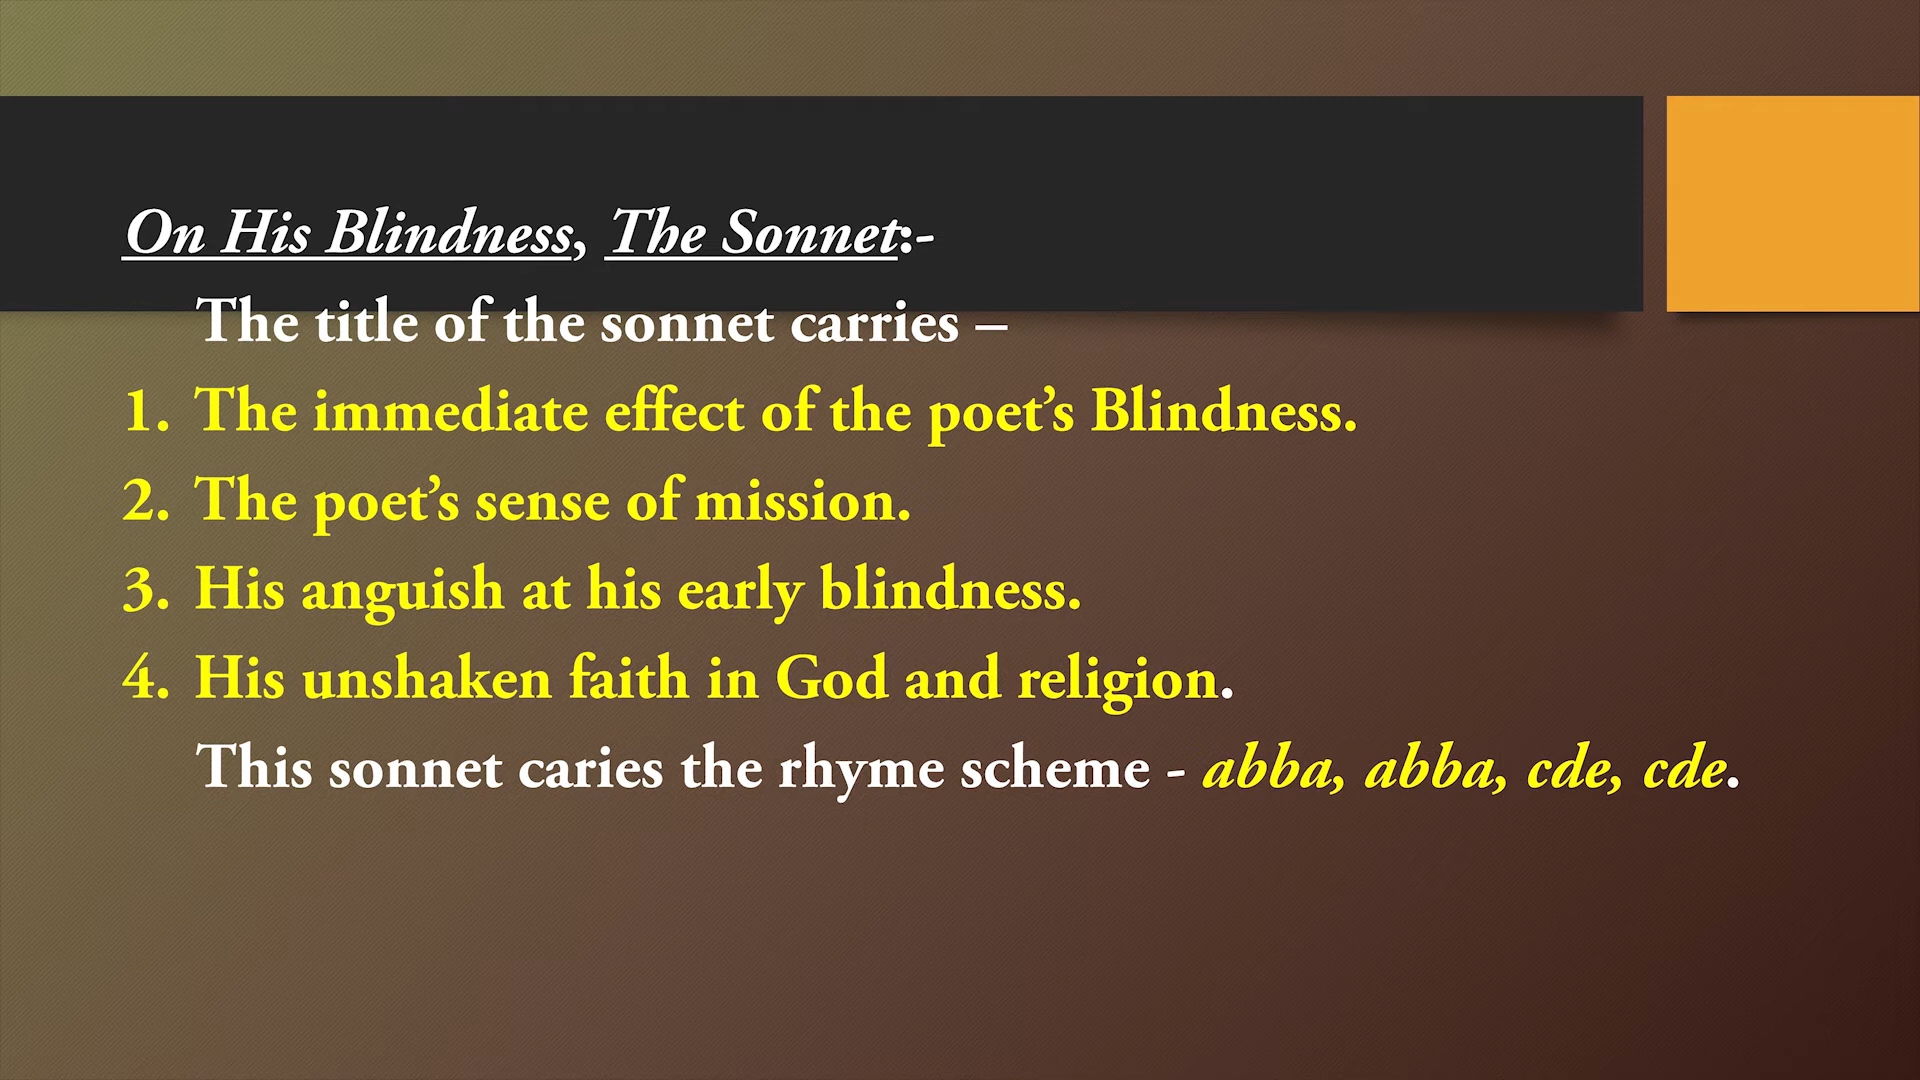 On His Blindness, The Sonnet:-
The title of the sonnet carries –
1. The immediate effect of the poet’s Blindness.
2. The poet’s sense of mission.
3. His anguish at his early blindness.
4. His unshaken faith in God and religion.
This sonnet caries the rhyme scheme - abba, abba, cde, cde.